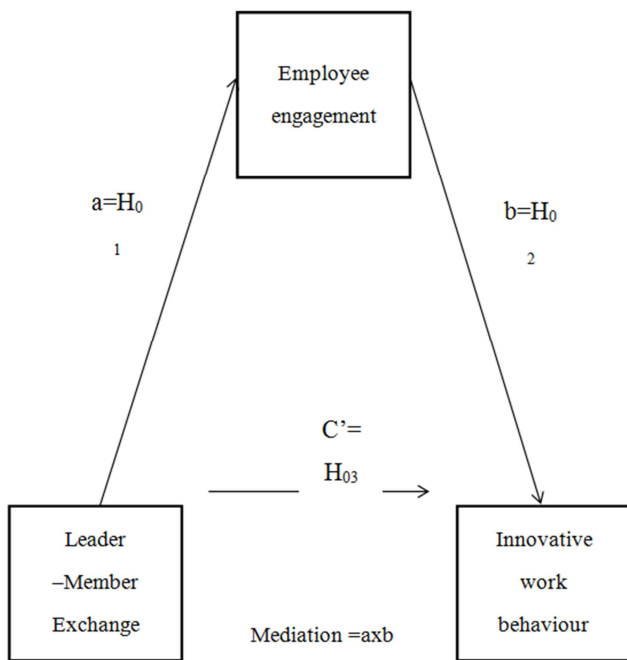 Employee
engagement
a=H₀
1
b=H₀
2
C’=
H₀₃
Leader
–Member
Exchange
Innovative
work
behaviour
Mediation =axb